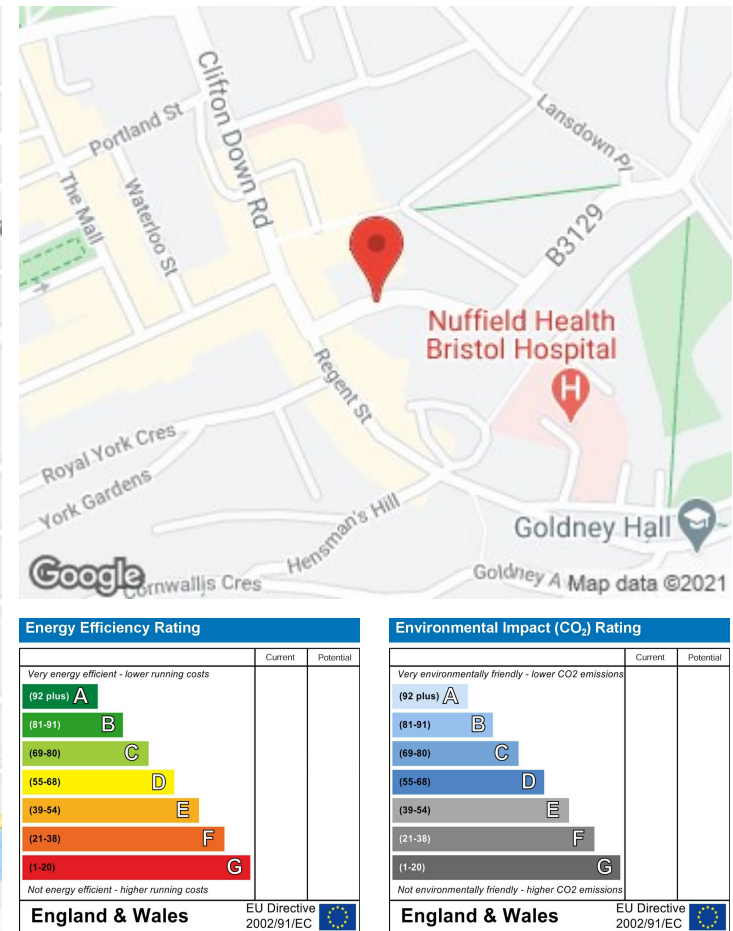 Clifton Down Rd
Portland St
Lansdown Pl
The Mall
Waterloo St
B3129
Nuffield Health
Bristol Hospital
H
Regent St
Royal York Cres
York Gardens
Hensman's Hill
Goldney Hall
Google
Cornwallis Cres
Goldney A
Map data ©2021
Energy Efficiency Rating
Current Potential
Very energy efficient - lower running costs
(92 plus) A
(81-91) B
(69-80) C
(55-68) D
(39-54) E
(21-38) F
(1-20) G
Not energy efficient - higher running costs
England & Wales
EU Directive
2002/91/EC
Environmental Impact (CO₂) Rating
Current Potential
Very environmentally friendly - lower CO2 emissions
(92 plus) A
(81-91) B
(69-80) C
(55-68) D
(39-54) E
(21-38) F
(1-20) G
Not environmentally friendly - higher CO2 emissions
England & Wales
EU Directive
2002/91/EC